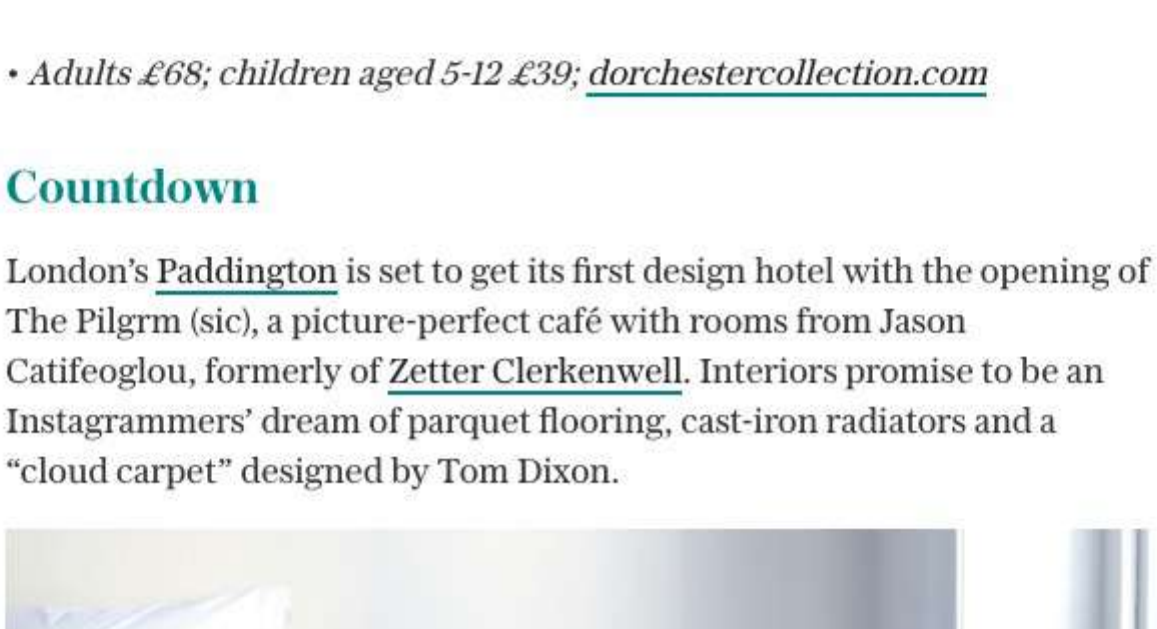 • Adults £68; children aged 5-12 £39; dorchestercollection.com
Countdown
London’s Paddington is set to get its first design hotel with the opening of
The Pilgrm (sic), a picture-perfect café with rooms from Jason
Catifeoglou, formerly of Zetter Clerkenwell. Interiors promise to be an
Instagrammers’ dream of parquet flooring, cast-iron radiators and a
“cloud carpet” designed by Tom Dixon.